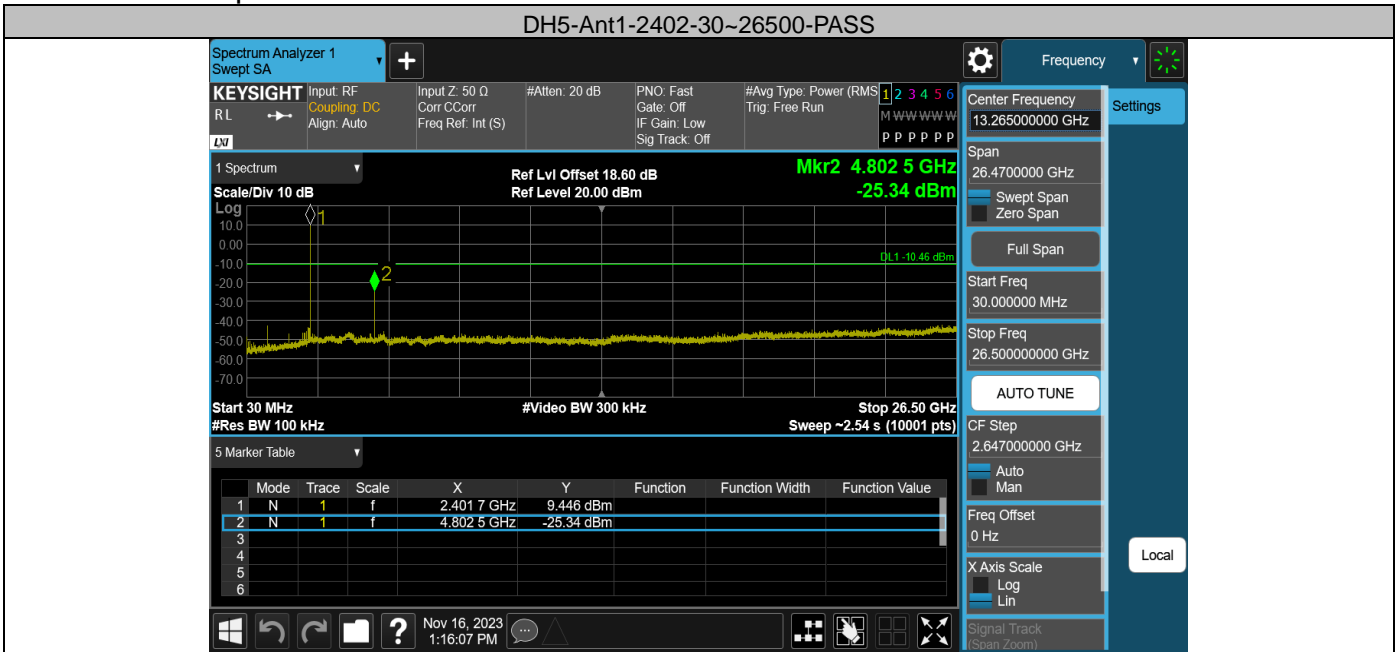 DH5-Ant1-2402-30~26500-PASS
Spectrum Analyzer 1
Swept SA
Frequency
KEYSIGHT
RL
LXI
Input: RF
Coupling: DC
Align: Auto
Input Z: 50 Ω
Corr CCorr
Freq Ref: Int (S)
#Atten: 20 dB
PNO: Fast
Gate: Off
IF Gain: Low
Sig Track: Off
#Avg Type: Power (RMS
Trig: Free Run
1 2 3 4 5 6
M W W W W W
P P P P P P
Center Frequency
13.265000000 GHz
Settings
1 Spectrum
Scale/Div 10 dB
Ref Lvl Offset 18.60 dB
Ref Level 20.00 dBm
Mkr2 4.802 5 GHz
-25.34 dBm
Span
26.4700000 GHz
Swept Span
Zero Span
Full Span
Start Freq
30.000000 MHz
Stop Freq
26.500000000 GHz
AUTO TUNE
CF Step
2.647000000 GHz
Auto
Man
Freq Offset
0 Hz
X Axis Scale
Log
Lin
Signal Track
(Span Zoom)
Local
Log
1
10.0
0.00
-10.0
DL1 -10.46 dBm
2
-20.0
-30.0
-40.0
-50.0
-60.0
-70.0
Start 30 MHz
#Video BW 300 kHz
Stop 26.50 GHz
#Res BW 100 kHz
Sweep ~2.54 s (10001 pts)
5 Marker Table
Mode Trace Scale X Y Function Function Width Function Value
1 N 1 f 2.401 7 GHz 9.446 dBm
2 N 1 f 4.802 5 GHz -25.34 dBm
3
4
5
6
?
Nov 16, 2023
1:16:07 PM